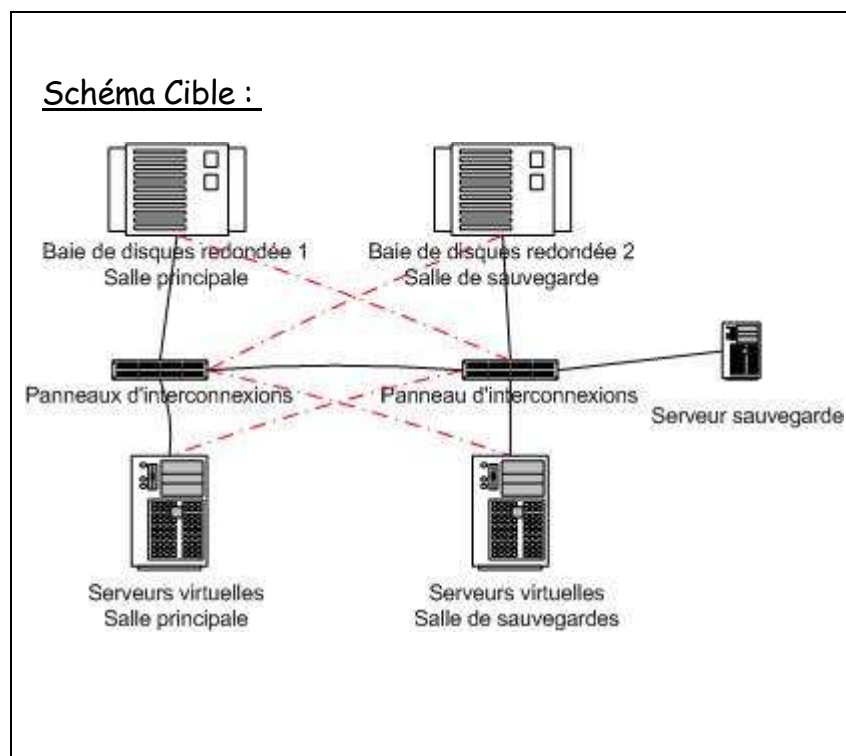 Schéma Cible :
Baie de disques redondée 1
Salle principale
Baie de disques redondée 2
Salle de sauvegarde
Panneaux d'interconnexions
Panneau d'interconnexions
Serveur sauvegarde
Serveurs virtuelles
Salle principale
Serveurs virtuelles
Salle de sauvegardes